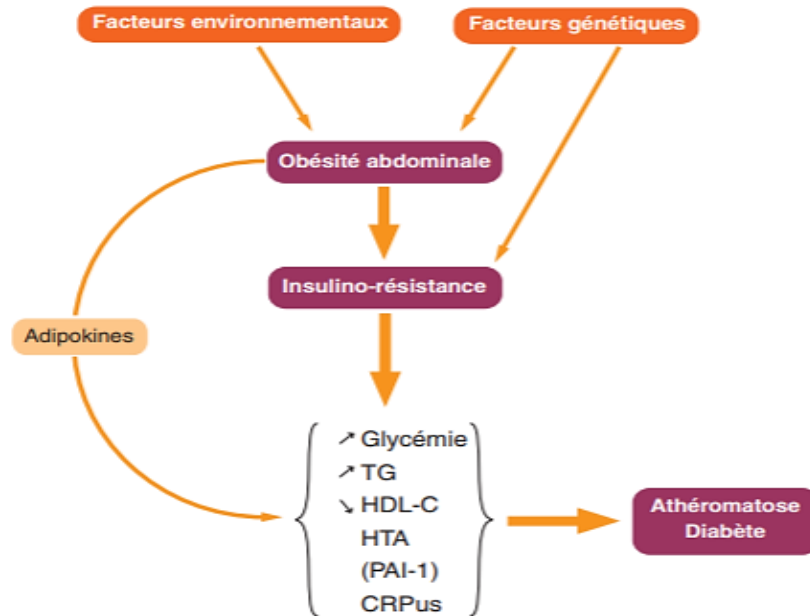 Facteurs environnementaux
Facteurs génétiques
Obésité abdominale
Insulino-résistance
Adipokines
↗ Glycémie
↗ TG
↘ HDL-C
HTA
(PAI-1)
CRPus
Athéromatose
Diabète